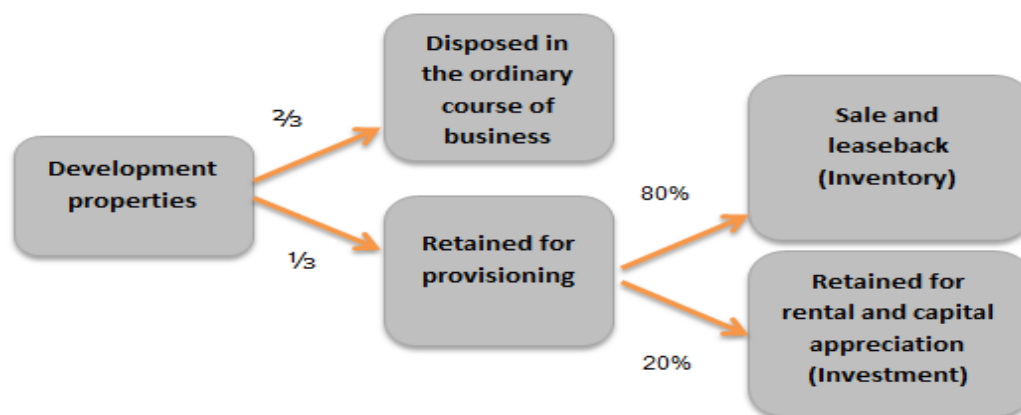 Development
properties
⅔
⅓
Disposed in
the ordinary
course of
business
Retained for
provisioning
80%
20%
Sale and
leaseback
(Inventory)
Retained for
rental and capital
appreciation
(Investment)